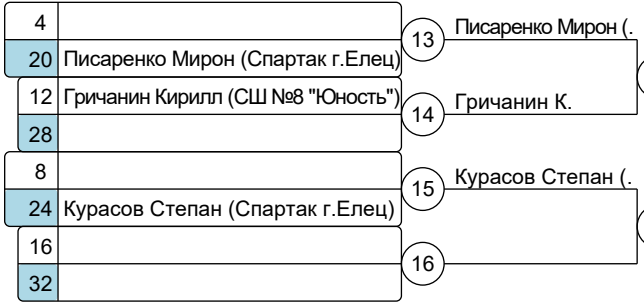 4
13
Писаренко Мирон (.
20 Писаренко Мирон (Спартак г.Елец)
12 Гричанин Кирилл (СШ №8 "Юность")
14
Гричанин К.
28
8
15
Курасов Степан (.
24 Курасов Степан (Спартак г.Елец)
16
16
32